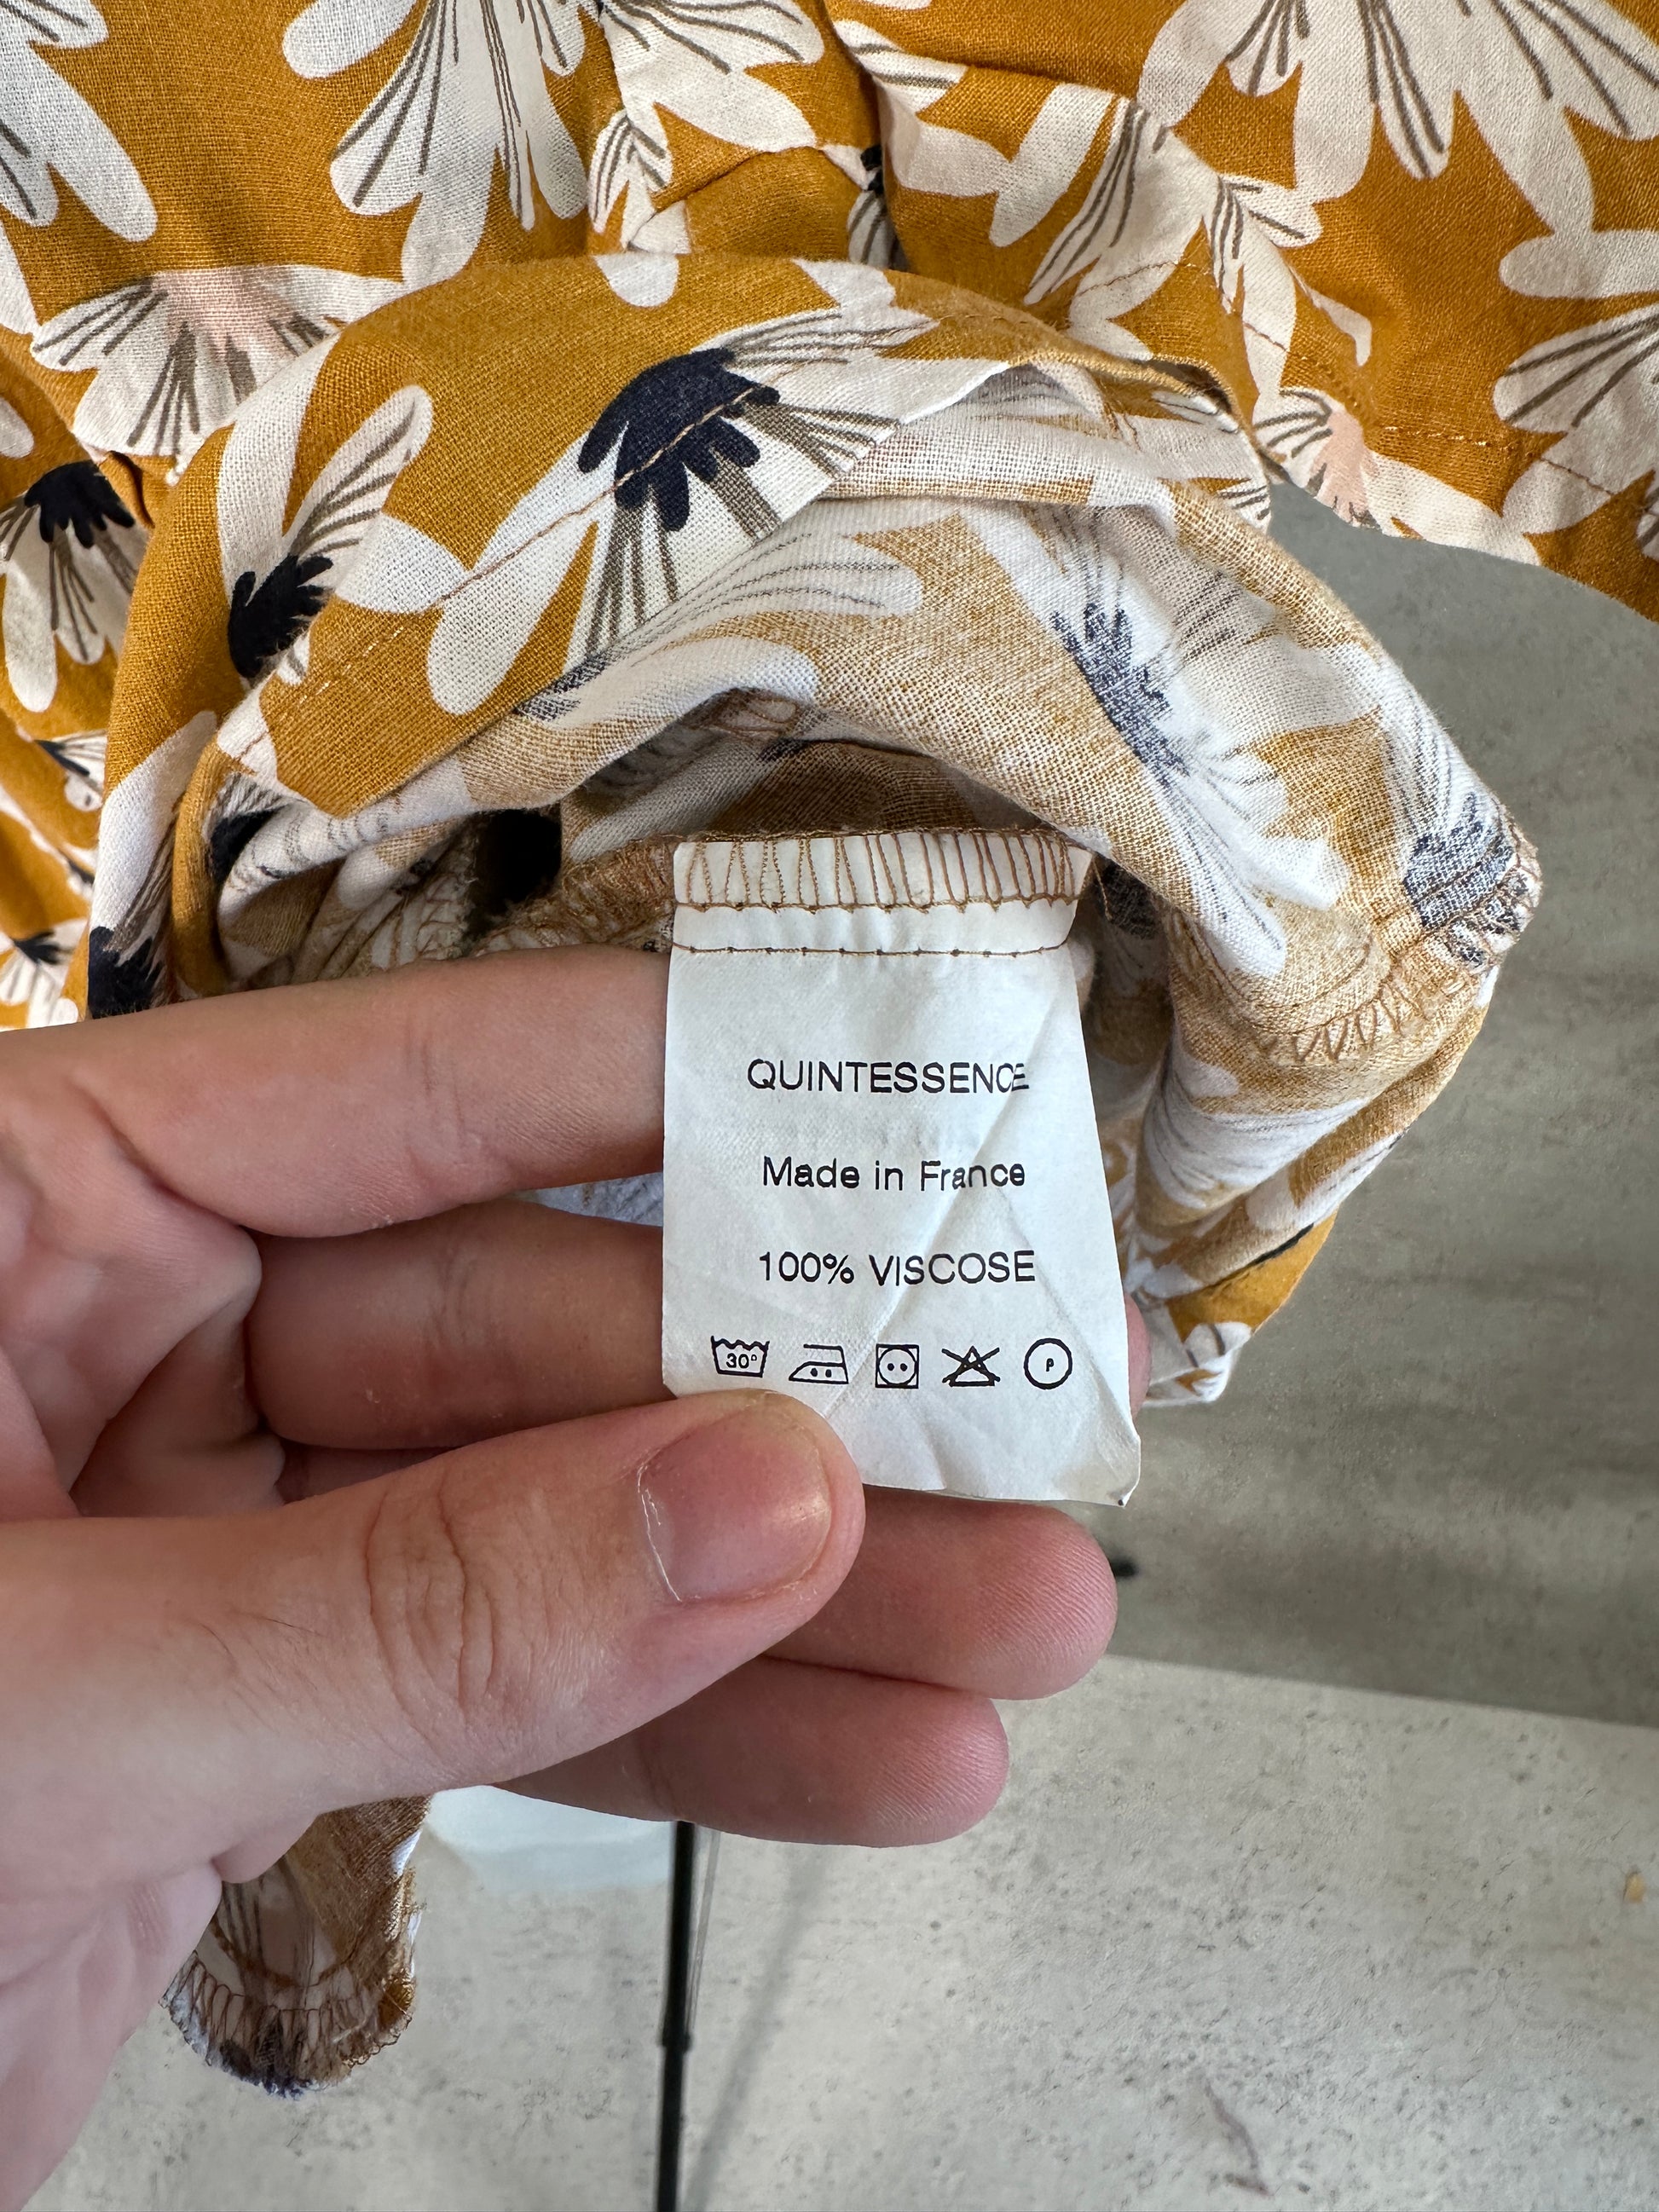 QUINTESSENCE
Made in France
100% VISCOSE
30° P